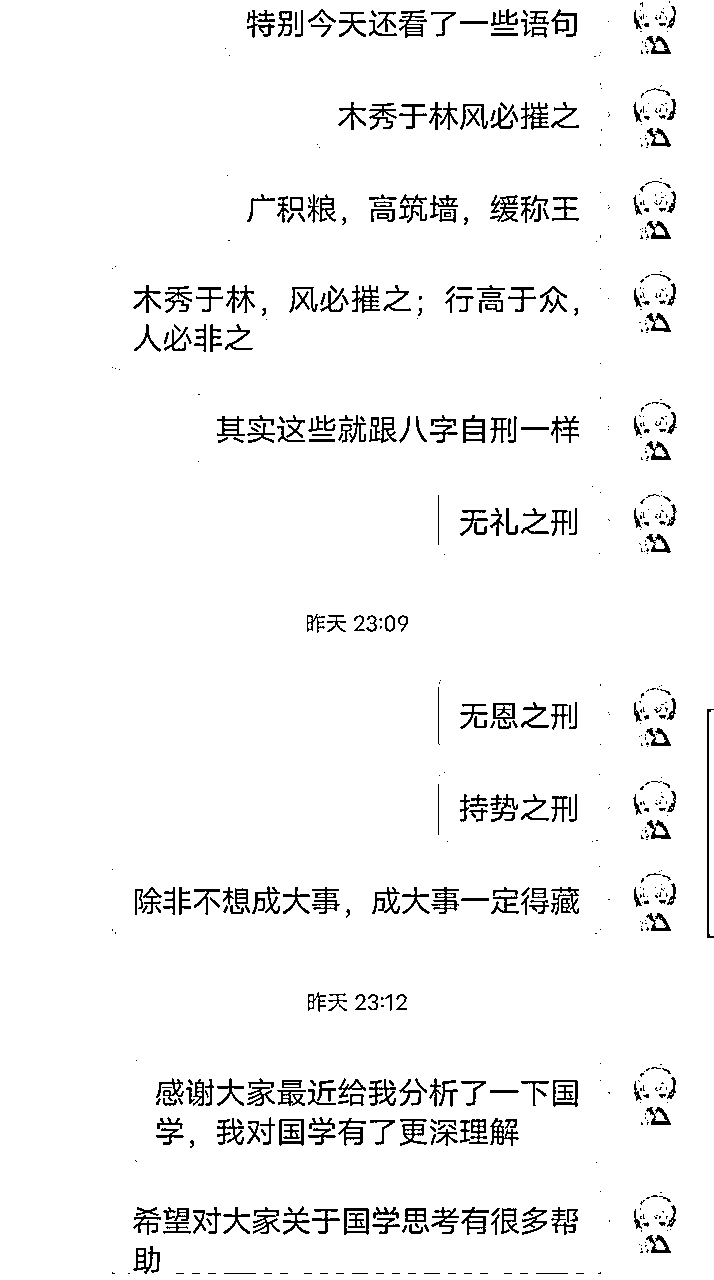 特别今天还看了一些语句
木秀于林风必摧之
广积粮，高筑墙，缓称王
木秀于林，风必摧之；行高于众，
人必非之
其实这些就跟八字自刑一样
无礼之刑
昨天 23:09
无恩之刑
持势之刑
除非不想成大事，成大事一定得藏
昨天 23:12
感谢大家最近给我分析了一下国
学，我对国学有了更深理解
希望对大家关于国学思考有很多帮
助